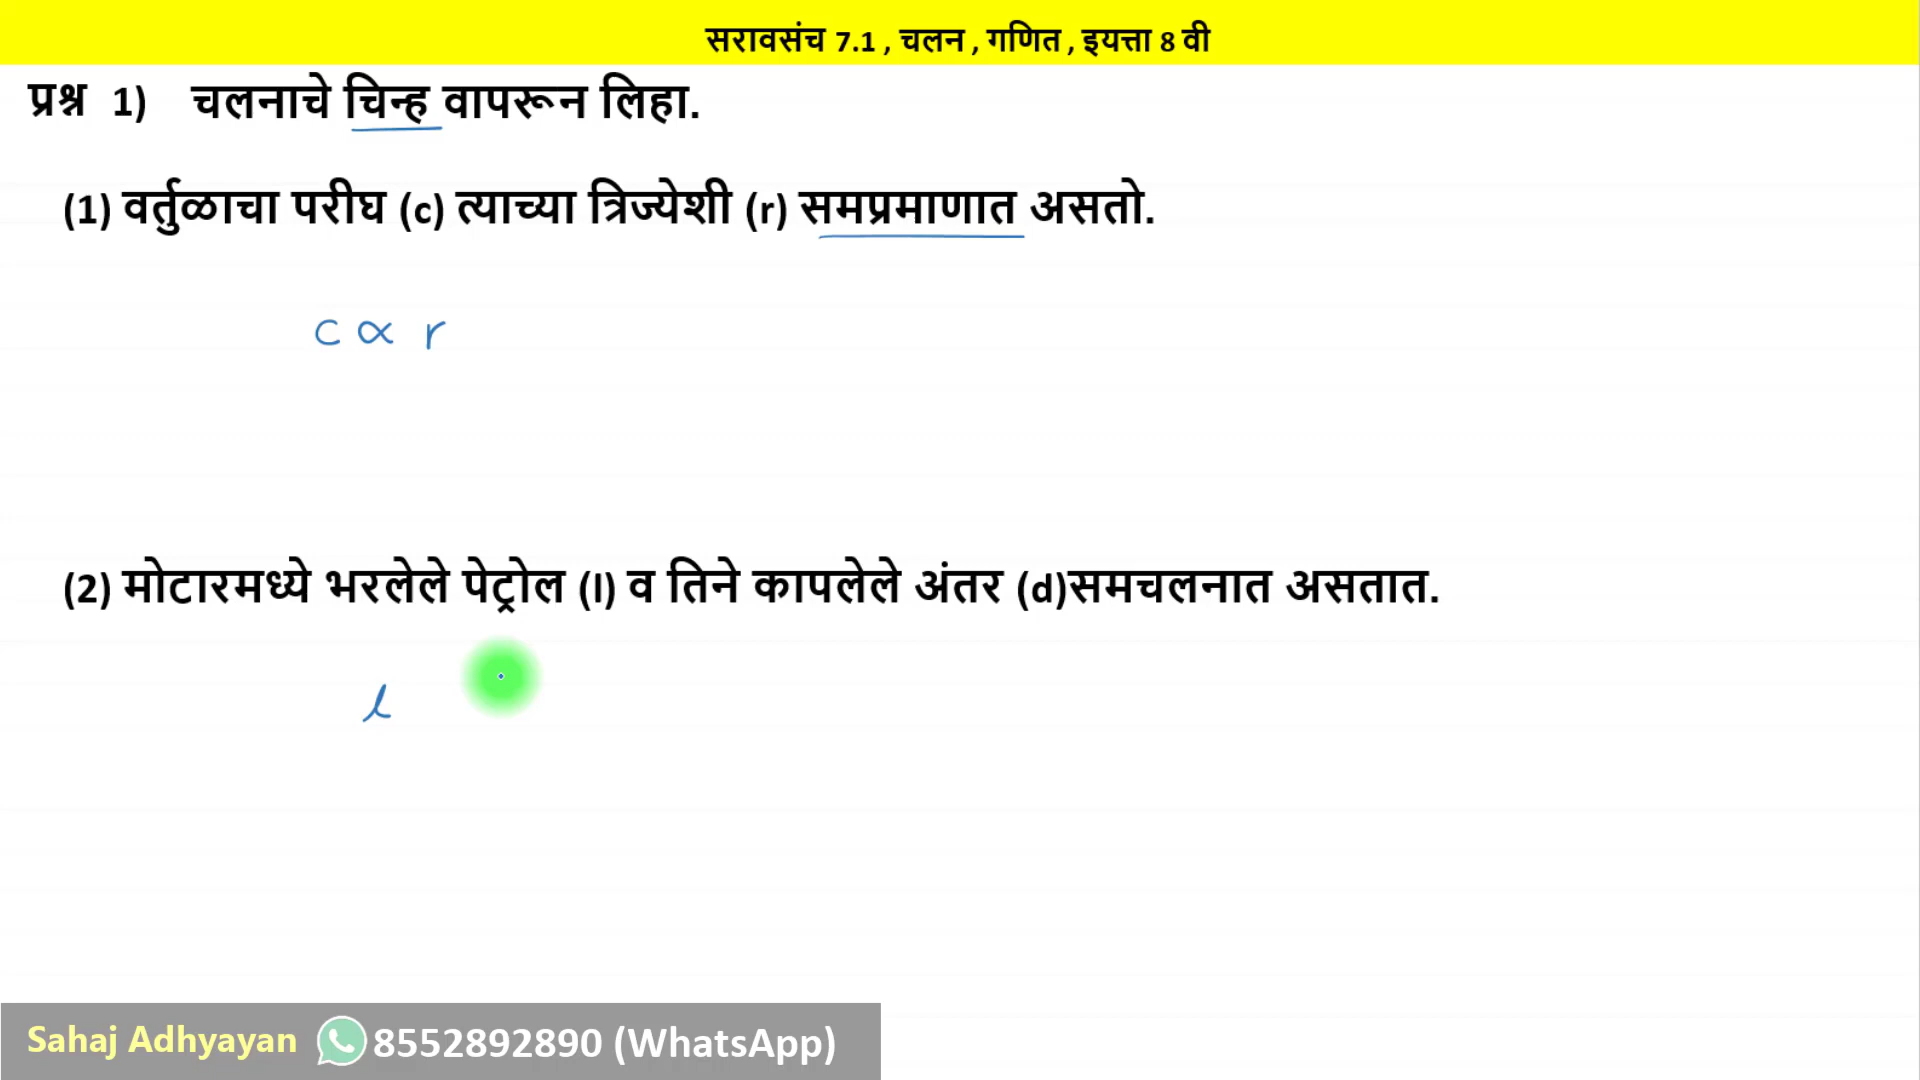 सरावसंच 7.1 , चलन , गणित , इयत्ता 8 वी
प्रश्न 1) चलनाचे चिन्ह वापरून लिहा.
(1) वर्तुळाचा परीघ (c) त्याच्या त्रिज्येशी (r) समप्रमाणात असतो.
c ∝ r
(2) मोटारमध्ये भरलेले पेट्रोल (l) व तिने कापलेले अंतर (d)समचलनात असतात.
l
Sahaj Adhyayan 8552892890 (WhatsApp)